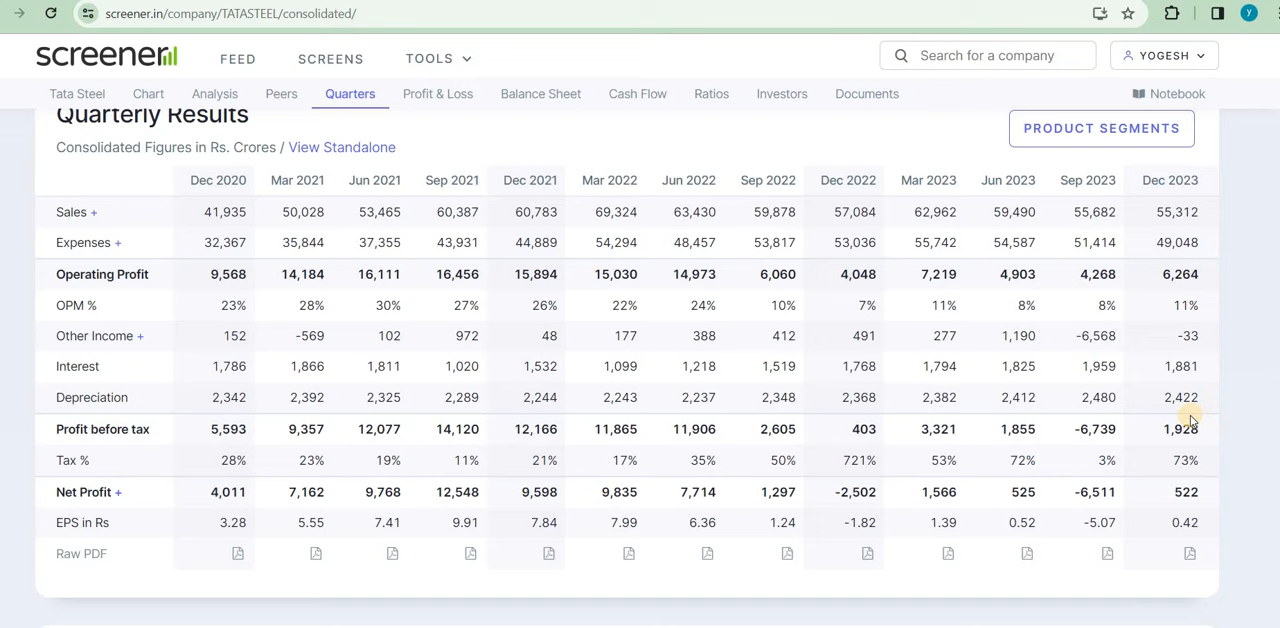 screener.in/company/TATASTEEL/consolidated/
y
screener
FEED SCREENS TOOLS
Search for a company
YOGESH
Tata Steel Chart Analysis Peers Quarters Profit & Loss Balance Sheet Cash Flow Ratios Investors Documents Notebook
Quarterly Results
PRODUCT SEGMENTS
Consolidated Figures in Rs. Crores / View Standalone
Dec 2020 Mar 2021 Jun 2021 Sep 2021 Dec 2021 Mar 2022 Jun 2022 Sep 2022 Dec 2022 Mar 2023 Jun 2023 Sep 2023 Dec 2023
Sales + 41,935 50,028 53,465 60,387 60,783 69,324 63,430 59,878 57,084 62,962 59,490 55,682 55,312
Expenses + 32,367 35,844 37,355 43,931 44,889 54,294 48,457 53,817 53,036 55,742 54,587 51,414 49,048
Operating Profit 9,568 14,184 16,111 16,456 15,894 15,030 14,973 6,060 4,048 7,219 4,903 4,268 6,264
OPM % 23% 28% 30% 27% 26% 22% 24% 10% 7% 11% 8% 8% 11%
Other Income + 152 -569 102 972 48 177 388 412 491 277 1,190 -6,568 -33
Interest 1,786 1,866 1,811 1,020 1,532 1,099 1,218 1,519 1,768 1,794 1,825 1,959 1,881
Depreciation 2,342 2,392 2,325 2,289 2,244 2,243 2,237 2,348 2,368 2,382 2,412 2,480 2,422
Profit before tax 5,593 9,357 12,077 14,120 12,166 11,865 11,906 2,605 403 3,321 1,855 -6,739 1,928
Tax % 28% 23% 19% 11% 21% 17% 35% 50% 721% 53% 72% 3% 73%
Net Profit + 4,011 7,162 9,768 12,548 9,598 9,835 7,714 1,297 -2,502 1,566 525 -6,511 522
EPS in Rs 3.28 5.55 7.41 9.91 7.84 7.99 6.36 1.24 -1.82 1.39 0.52 -5.07 0.42
Raw PDF